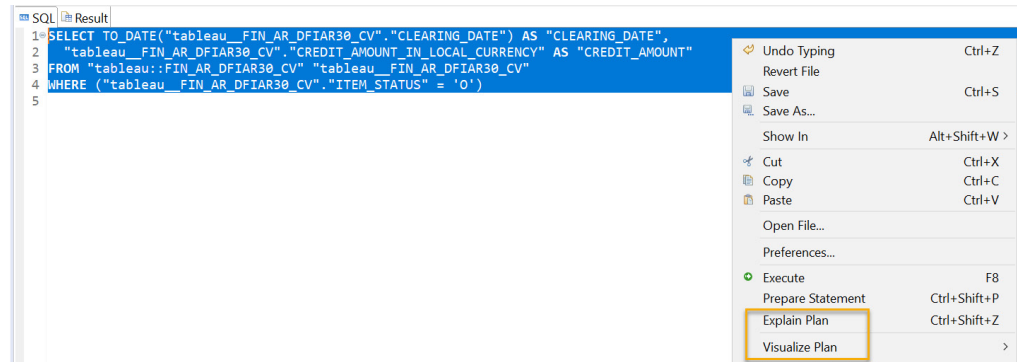 SQL Result
1 SELECT TO_DATE("tableau__FIN_AR_DFIAR30_CV"."CLEARING_DATE") AS "CLEARING_DATE",
2 "tableau__FIN_AR_DFIAR30_CV"."CREDIT_AMOUNT_IN_LOCAL_CURRENCY" AS "CREDIT_AMOUNT"
3 FROM "tableau::FIN_AR_DFIAR30_CV" "tableau__FIN_AR_DFIAR30_CV"
4 WHERE ("tableau__FIN_AR_DFIAR30_CV"."ITEM_STATUS" = 'O')
5
Undo Typing Ctrl+Z
Revert File
Save Ctrl+S
Save As...
Show In Alt+Shift+W >
Cut Ctrl+X
Copy Ctrl+C
Paste Ctrl+V
Open File...
Preferences...
Execute F8
Prepare Statement Ctrl+Shift+P
Explain Plan Ctrl+Shift+Z
Visualize Plan >